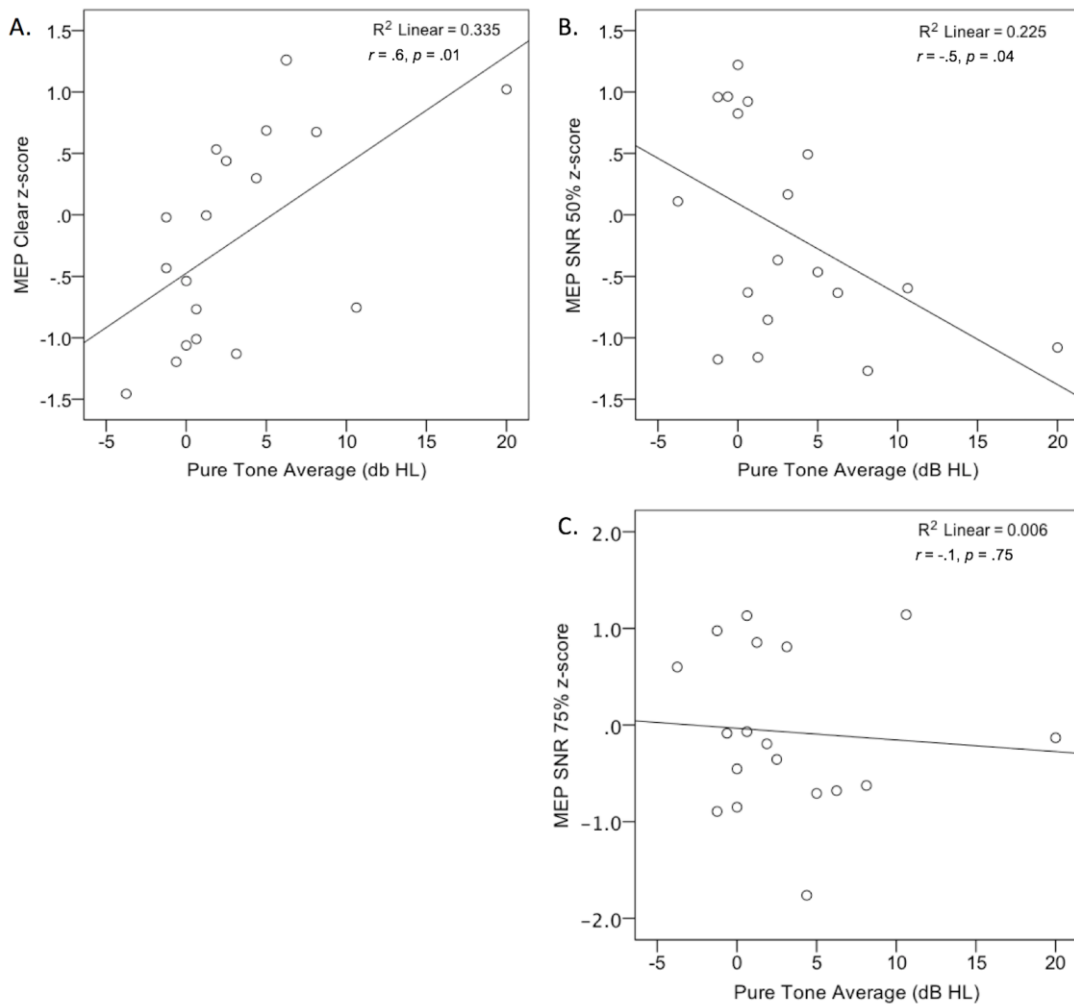 A.
R² Linear = 0.335
r = .6, p = .01
MEP Clear z-score
1.5
1.0
.5
.0
-.5
-1.0
-1.5
-5 0 5 10 15 20
Pure Tone Average (db HL)
B.
R² Linear = 0.225
r = -.5, p = .04
MEP SNR 50% z-score
1.5
1.0
.5
.0
-.5
-1.0
-1.5
-5 0 5 10 15 20
Pure Tone Average (dB HL)
C.
R² Linear = 0.006
r = -.1, p = .75
MEP SNR 75% z-score
2.0
1.0
.0
-1.0
-2.0
-5 0 5 10 15 20
Pure Tone Average (dB HL)